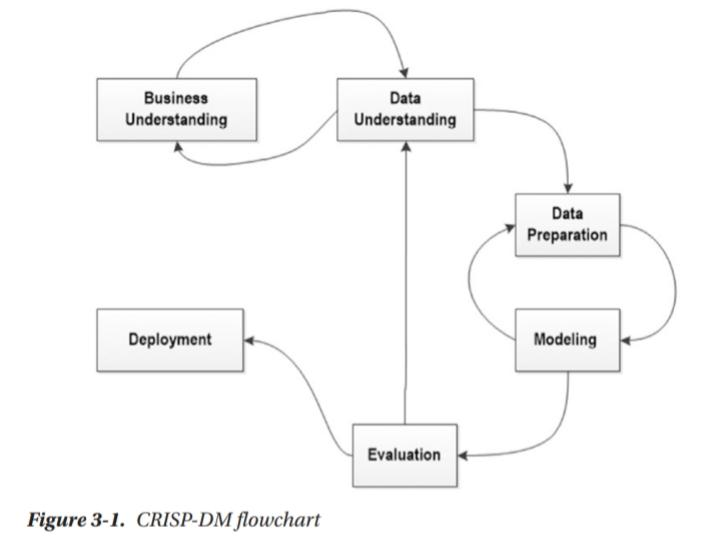 Business
Understanding
Data
Understanding
Data
Preparation
Deployment
Modeling
Evaluation
Figure 3-1. CRISP-DM flowchart